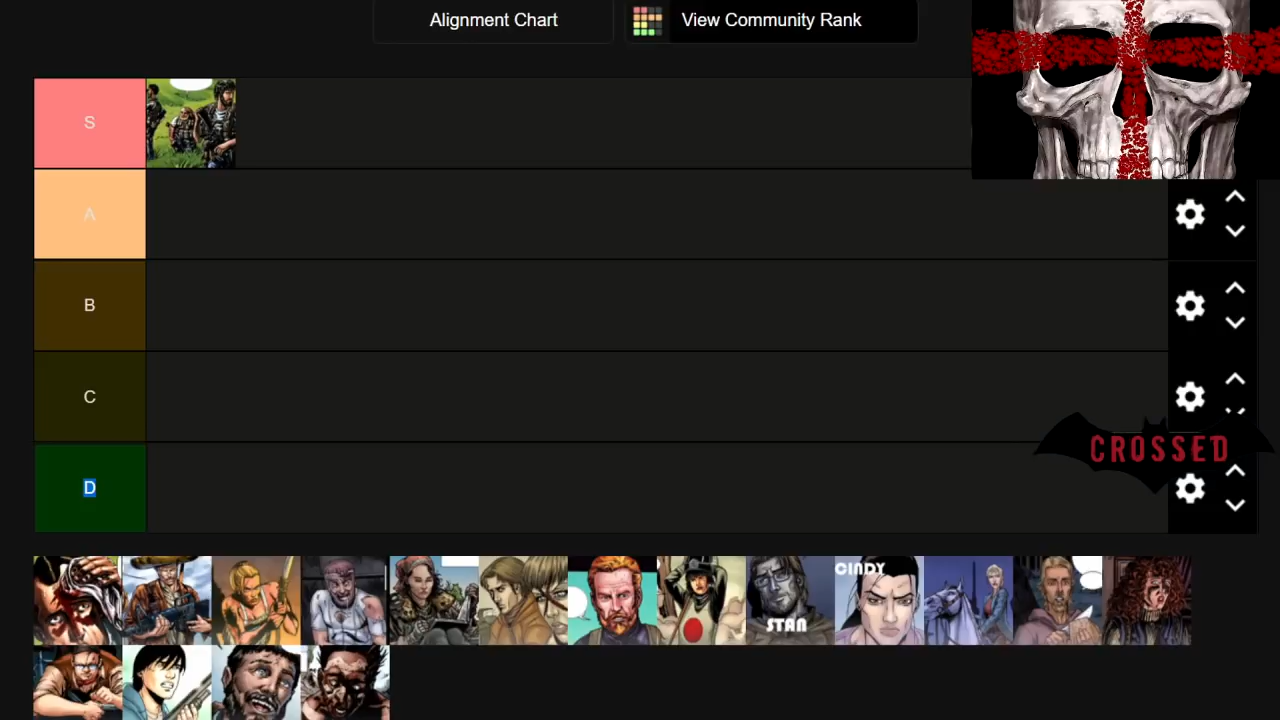 Alignment Chart
View Community Rank
S
A
B
C
CROSSED
D
CINDY
STAN